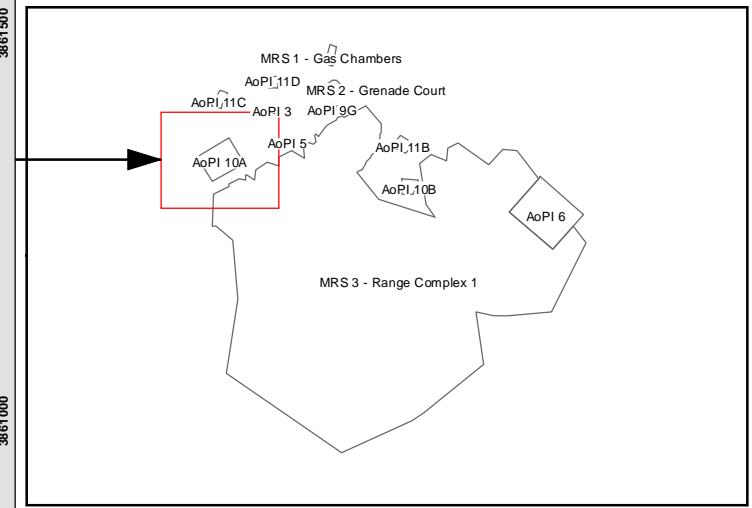 3861500
MRS 1 - Gas Chambers
AoPI 11D
MRS 2 - Grenade Court
AoPI 11C
AoPI 3
AoPI 9G
AoPI 5
AoPI 11B
AoPI 10A
AoPI 10B
AoPI 6
MRS 3 - Range Complex 1
3861000